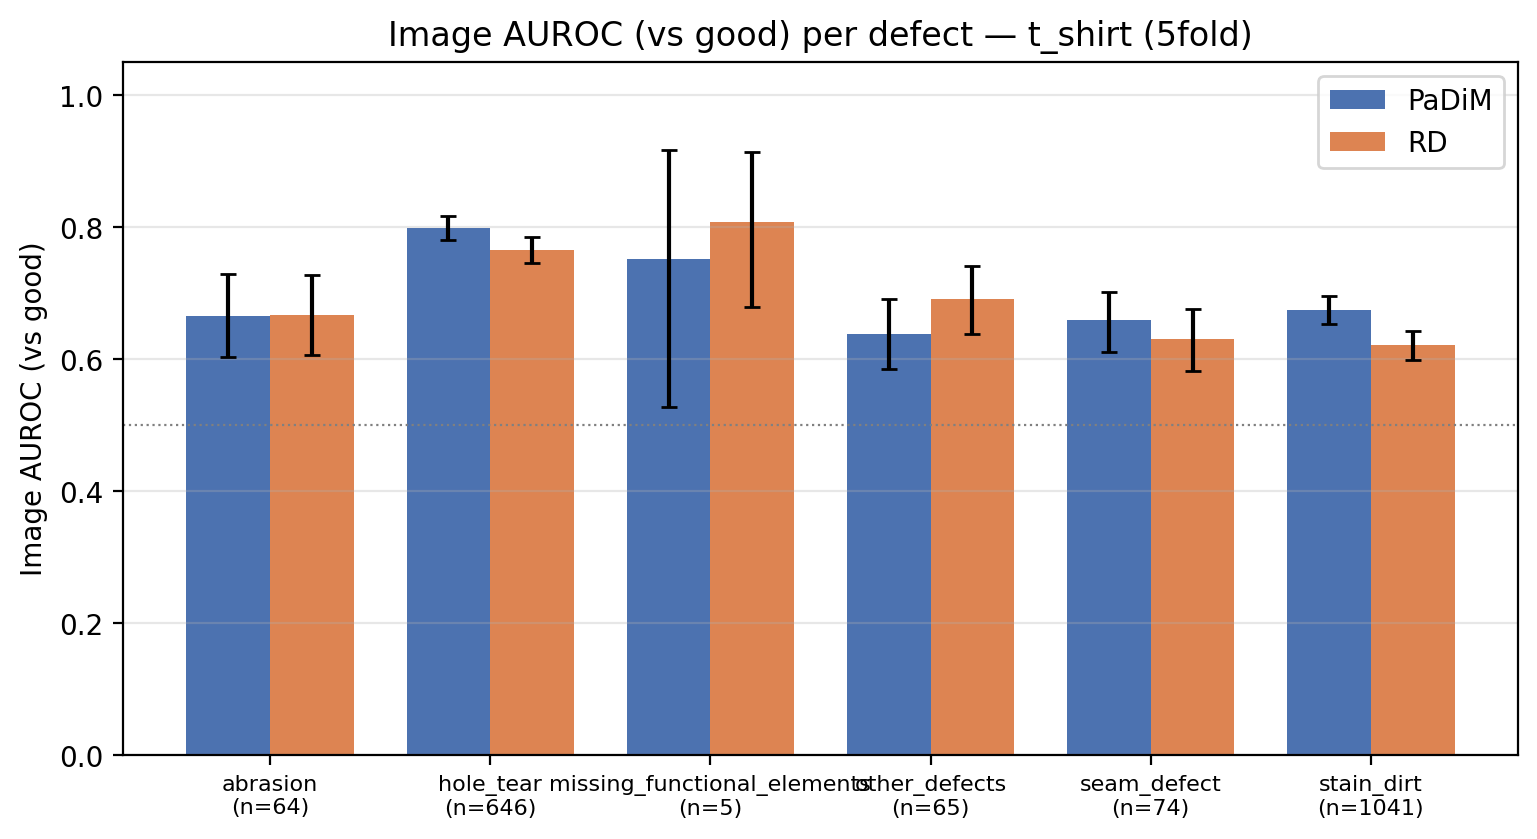 Image AUROC (vs good) per defect — t_shirt (5fold)
PaDiM
RD
Image AUROC (vs good)
1.0
0.8
0.6
0.4
0.2
0.0
abrasion
(n=64)
hole_tear
(n=646)
missing_functional_elements
(n=5)
other_defects
(n=65)
seam_defect
(n=74)
stain_dirt
(n=1041)